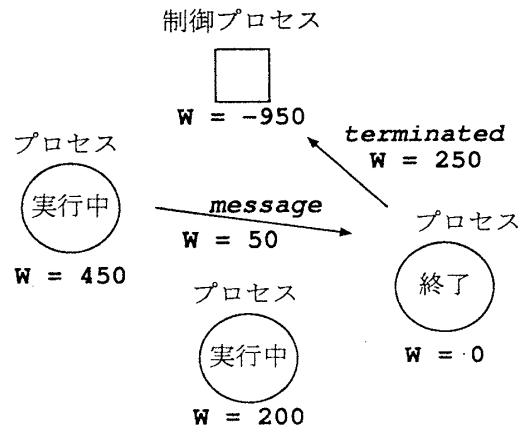 制御プロセス
W = -950
terminated
W = 250
プロセス
実行中
W = 450
message
W = 50
プロセス
終了
W = 0
プロセス
実行中
W = 200